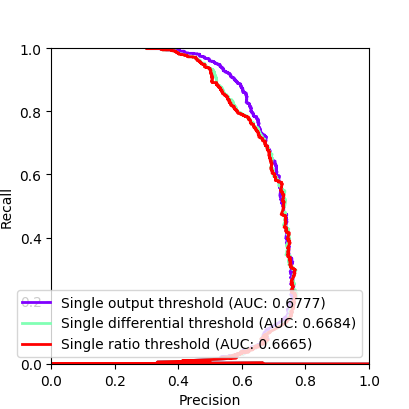 1.0
0.8
0.6
0.4
0.2
0.0
Recall
Single output threshold (AUC: 0.6777)
Single differential threshold (AUC: 0.6684)
Single ratio threshold (AUC: 0.6665)
0.0 0.2 0.4 0.6 0.8 1.0
Precision